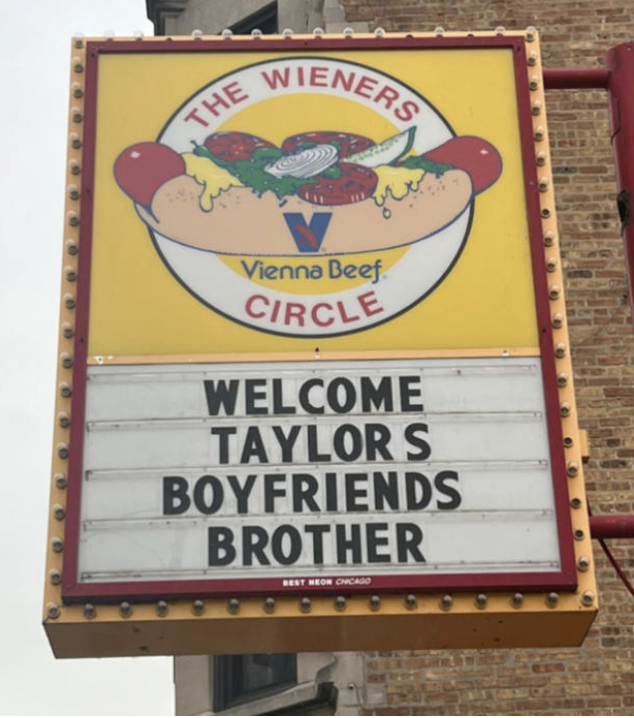 THE WIENERS
V
Vienna Beef
CIRCLE
WELCOME
TAYLOR S
BOYFRIENDS
BROTHER
BEST NEON CHICAGO